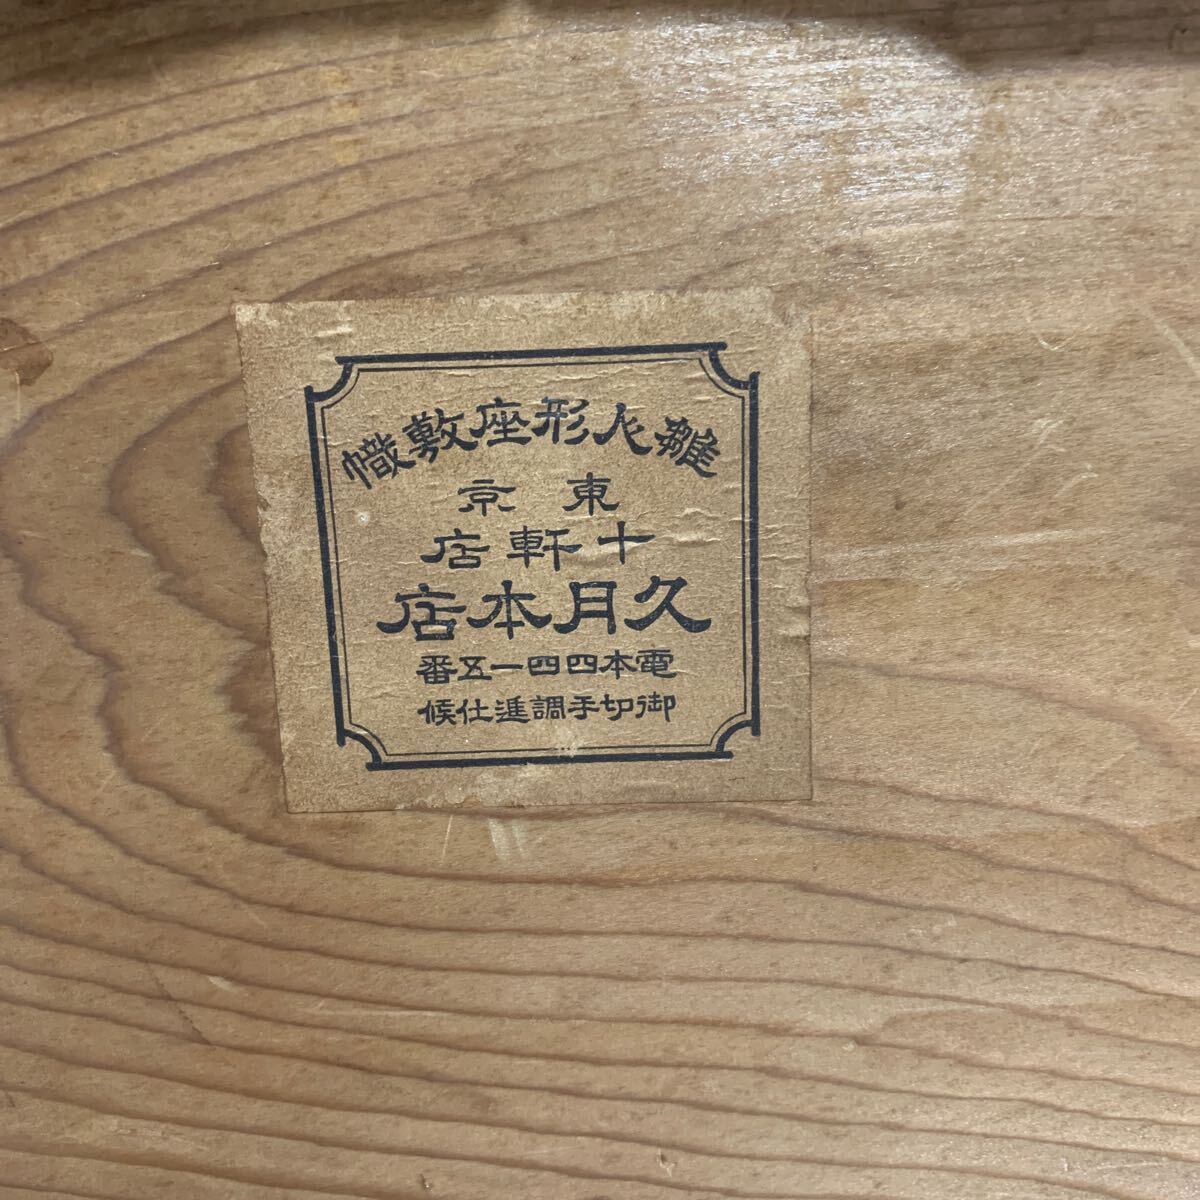 雛人形座敷幟
東京
十軒店
久月本店
電本四四一五番
御切手調進仕候